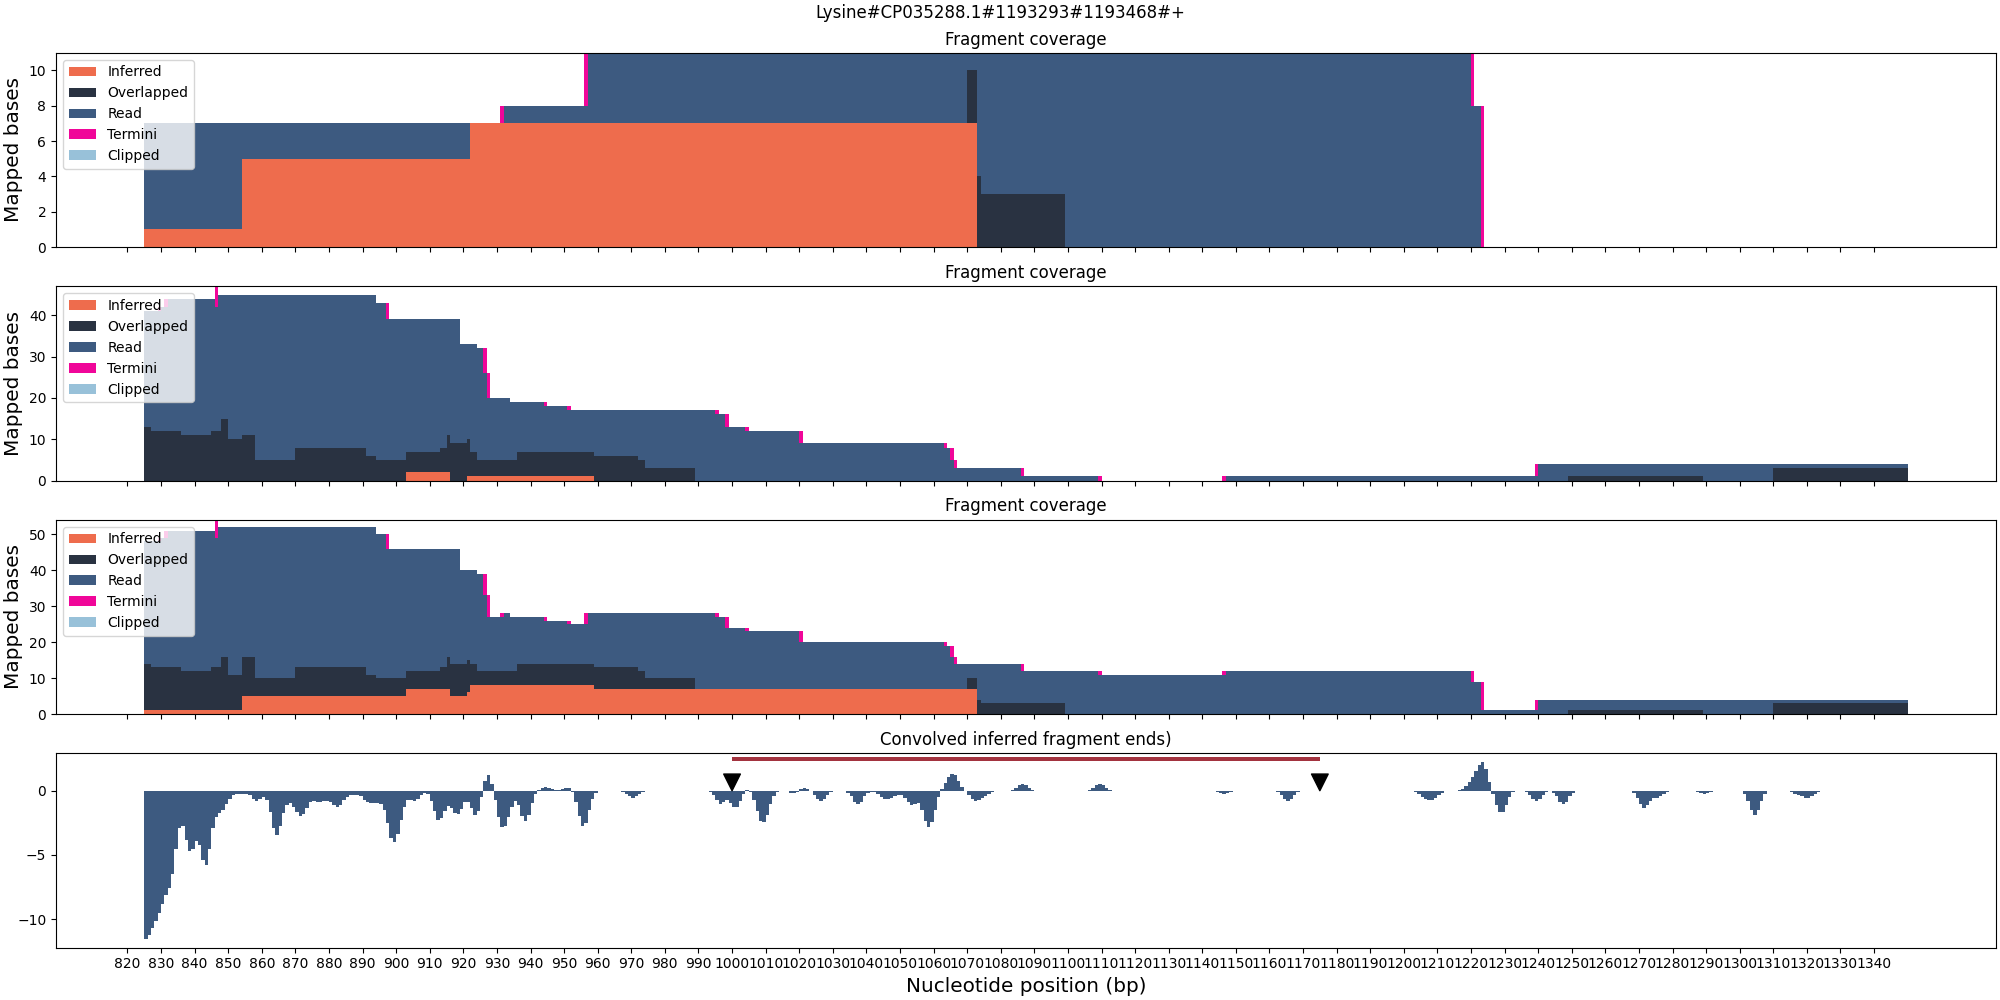 Lysine#CP035288.1#1193293#1193468#+
Fragment coverage
Mapped bases
10
8
6
4
2
0
Inferred
Overlapped
Read
Termini
Clipped
Fragment coverage
Mapped bases
40
30
20
10
0
Inferred
Overlapped
Read
Termini
Clipped
Fragment coverage
Mapped bases
50
40
30
20
10
0
Inferred
Overlapped
Read
Termini
Clipped
Convolved inferred fragment ends)
0
−5
−10
820 830 840 850 860 870 880 890 900 910 920 930 940 950 960 970 980 990 1000 1010 1020 1030 1040 1050 1060 1070 1080 1090 1100 1110 1120 1130 1140 1150 1160 1170 1180 1190 1200 1210 1220 1230 1240 1250 1260 1270 1280 1290 1300 1310 1320 1330 1340
Nucleotide position (bp)